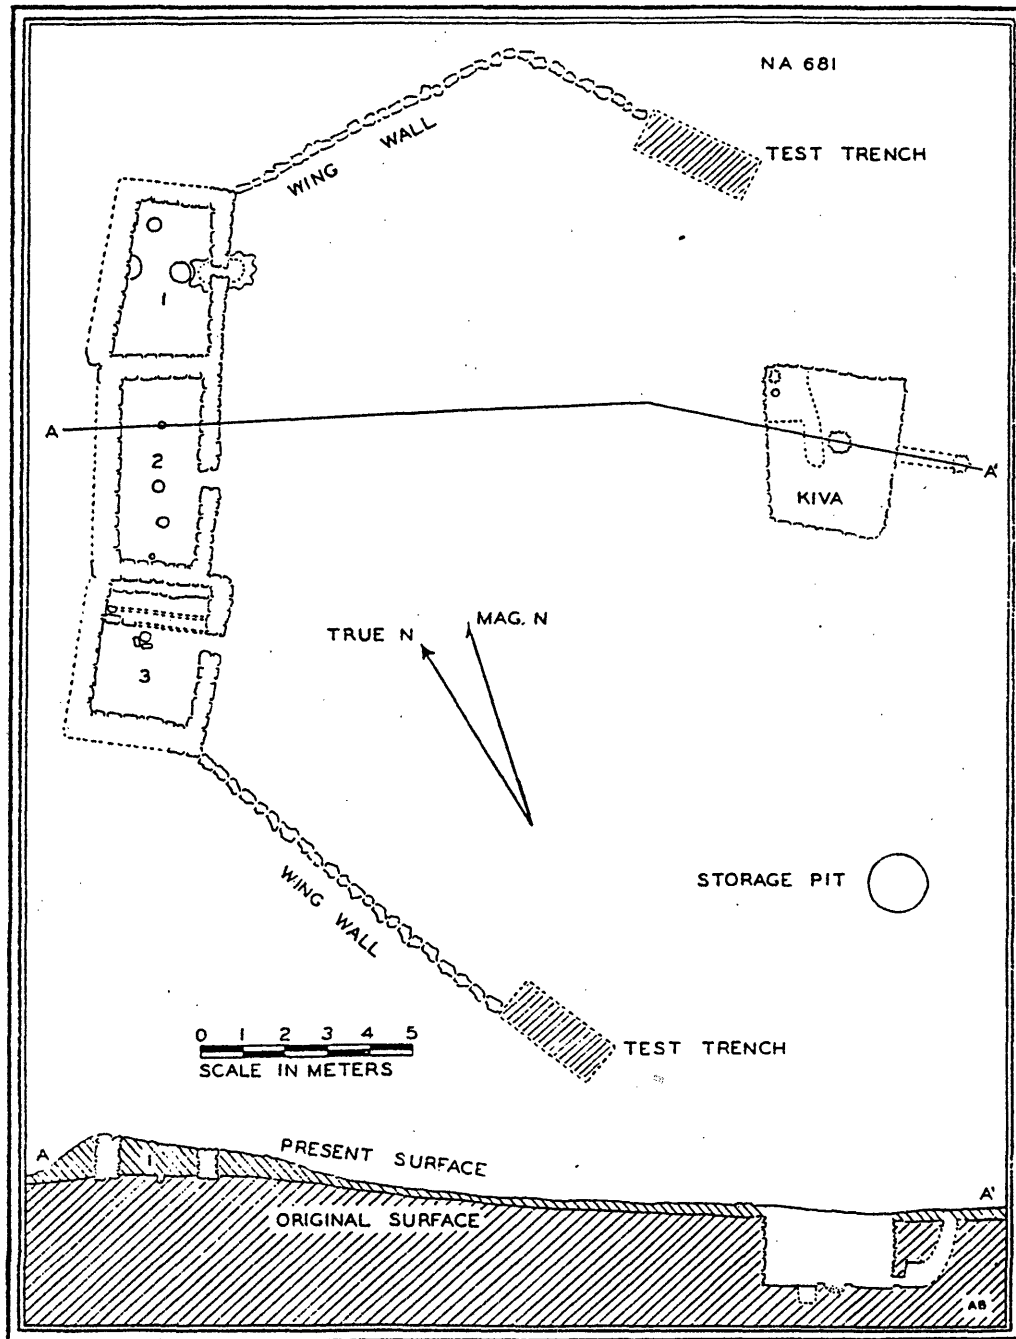 NA 681
WING WALL
TEST TRENCH
1
A
2
A'
KIVA
3
TRUE N
MAG. N
STORAGE PIT
WING WALL
0 1 2 3 4 5
SCALE IN METERS
TEST TRENCH
A
1
PRESENT SURFACE
A'
ORIGINAL SURFACE
AB